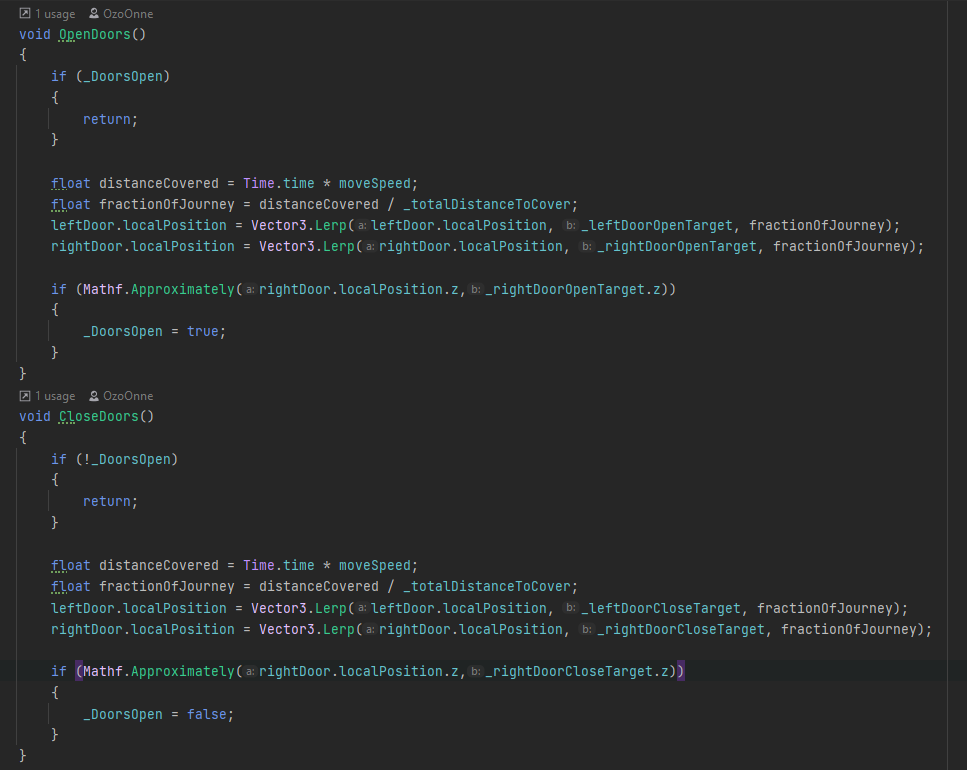 1 usage OzoOnne
void OpenDoors()
{
if (_DoorsOpen)
{
return;
}
float distanceCovered = Time.time * moveSpeed;
float fractionOfJourney = distanceCovered / _totalDistanceToCover;
leftDoor.localPosition = Vector3.Lerp(a: leftDoor.localPosition, b: _leftDoorOpenTarget, fractionOfJourney);
rightDoor.localPosition = Vector3.Lerp(a: rightDoor.localPosition, b: _rightDoorOpenTarget, fractionOfJourney);
if (Mathf.Approximately(a: rightDoor.localPosition.z, b: _rightDoorOpenTarget.z))
{
_DoorsOpen = true;
}
}
1 usage OzoOnne
void CloseDoors()
{
if (!_DoorsOpen)
{
return;
}
float distanceCovered = Time.time * moveSpeed;
float fractionOfJourney = distanceCovered / _totalDistanceToCover;
leftDoor.localPosition = Vector3.Lerp(a: leftDoor.localPosition, b: _leftDoorCloseTarget, fractionOfJourney);
rightDoor.localPosition = Vector3.Lerp(a: rightDoor.localPosition, b: _rightDoorCloseTarget, fractionOfJourney);
if (Mathf.Approximately(a: rightDoor.localPosition.z, b: _rightDoorCloseTarget.z))
{
_DoorsOpen = false;
}
}